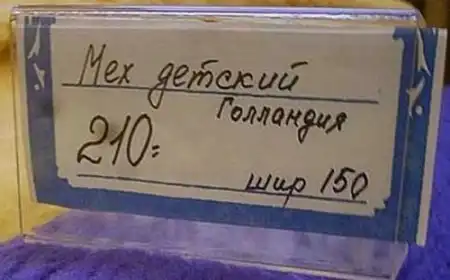 Мех детский
Голландия
210=
шир 150